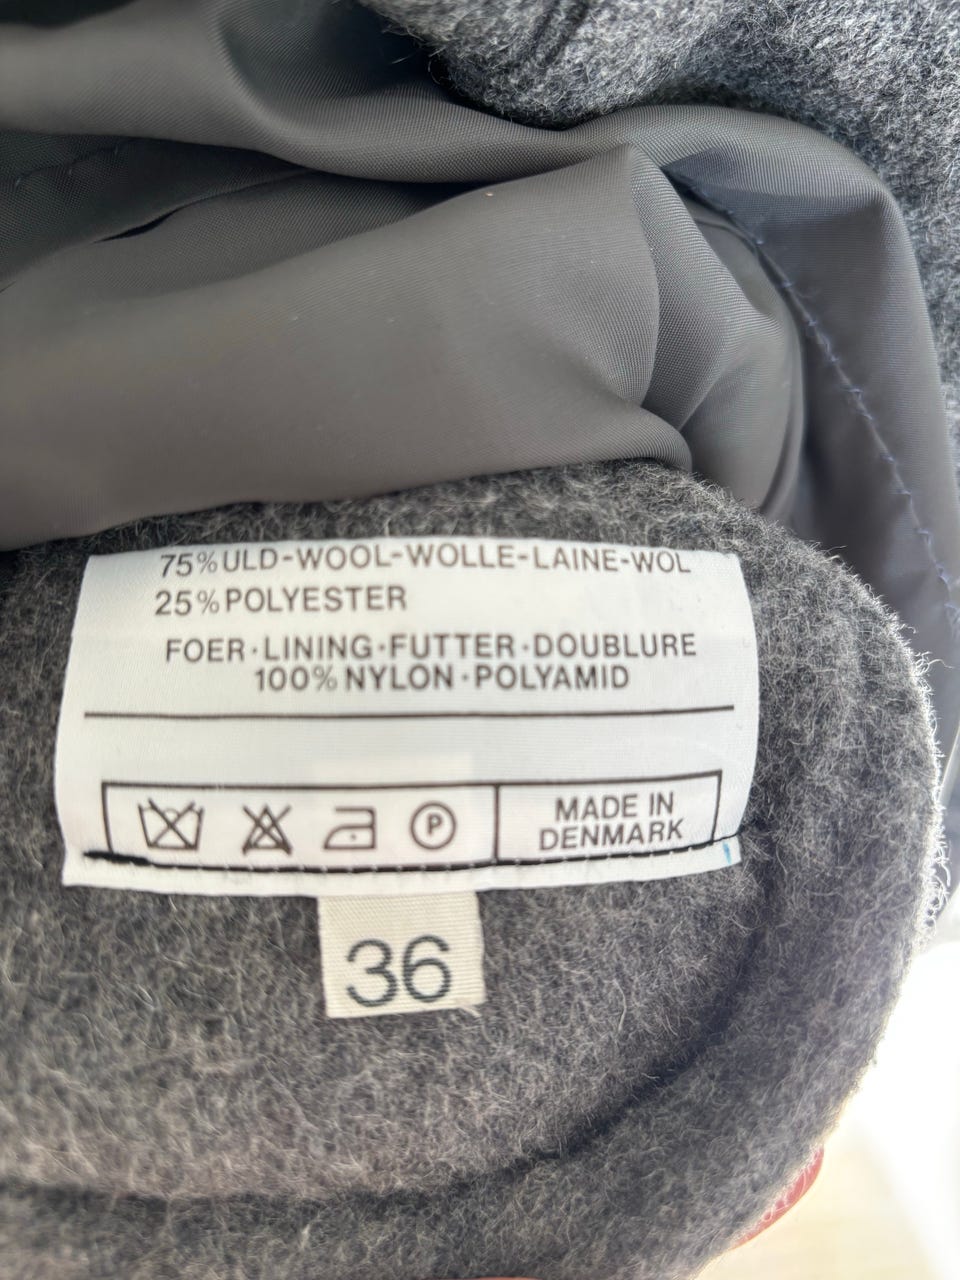 75% ULD-WOOL-WOLLE-LAINE-WOL
25% POLYESTER
FOER·LINING·FUTTER·DOUBLURE
100% NYLON·POLYAMID
P
MADE IN
DENMARK
36